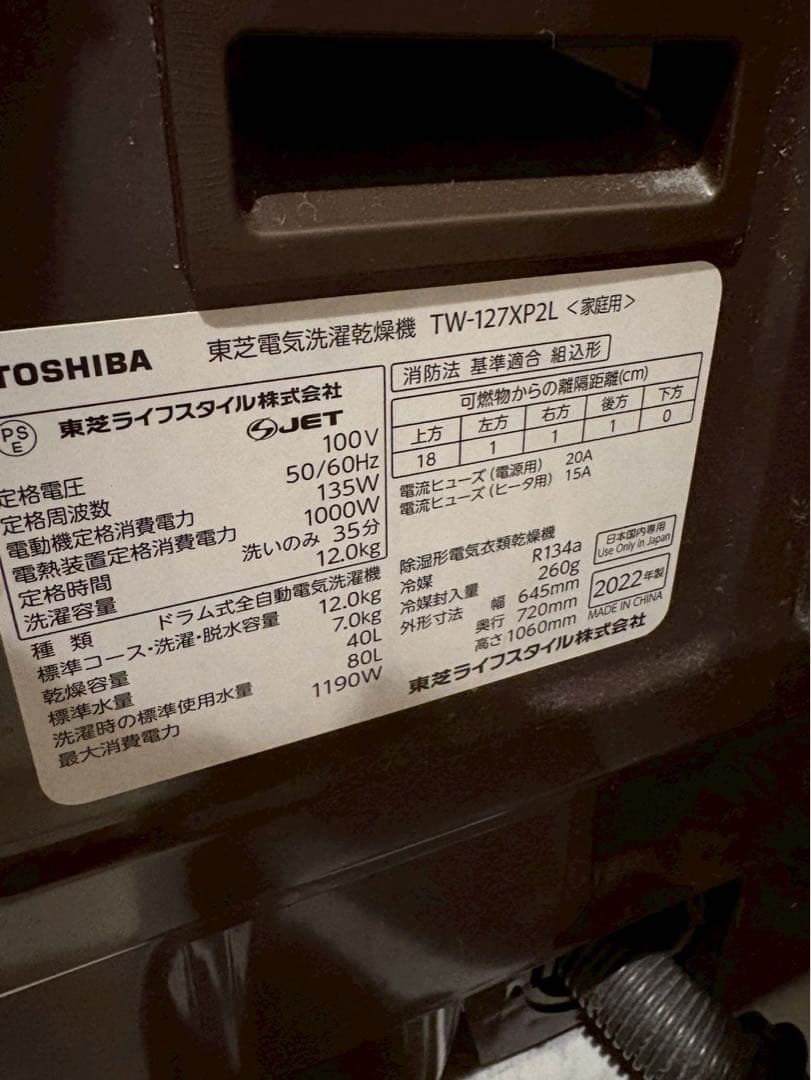 TOSHIBA 東芝電気洗濯乾燥機 TW-127XP2L <家庭用>
PS
E
東芝ライフスタイル株式会社
JET
定格電圧 100V
定格周波数 50/60Hz
電動機定格消費電力 135W
電熱装置定格消費電力 1000W
定格時間 洗いのみ 35分
洗濯容量 12.0kg
種 類 ドラム式全自動電気洗濯機
標準コース・洗濯・脱水容量 12.0kg
乾燥容量 7.0kg
標準水量 40L
洗濯時の標準使用水量 80L
最大消費電力 1190W
消防法 基準適合 組込形
可燃物からの離隔距離(cm)
上方 左方 右方 後方 下方
18 1 1 1 0
電流ヒューズ(電源用) 20A
電流ヒューズ(ヒータ用) 15A
除湿形電気衣類乾燥機
冷媒 R134a
冷媒封入量 260g
外形寸法 幅 645mm
奥行 720mm
高さ 1060mm
日本国内専用
Use Only in Japan
2022年製
MADE IN CHINA
東芝ライフスタイル株式会社